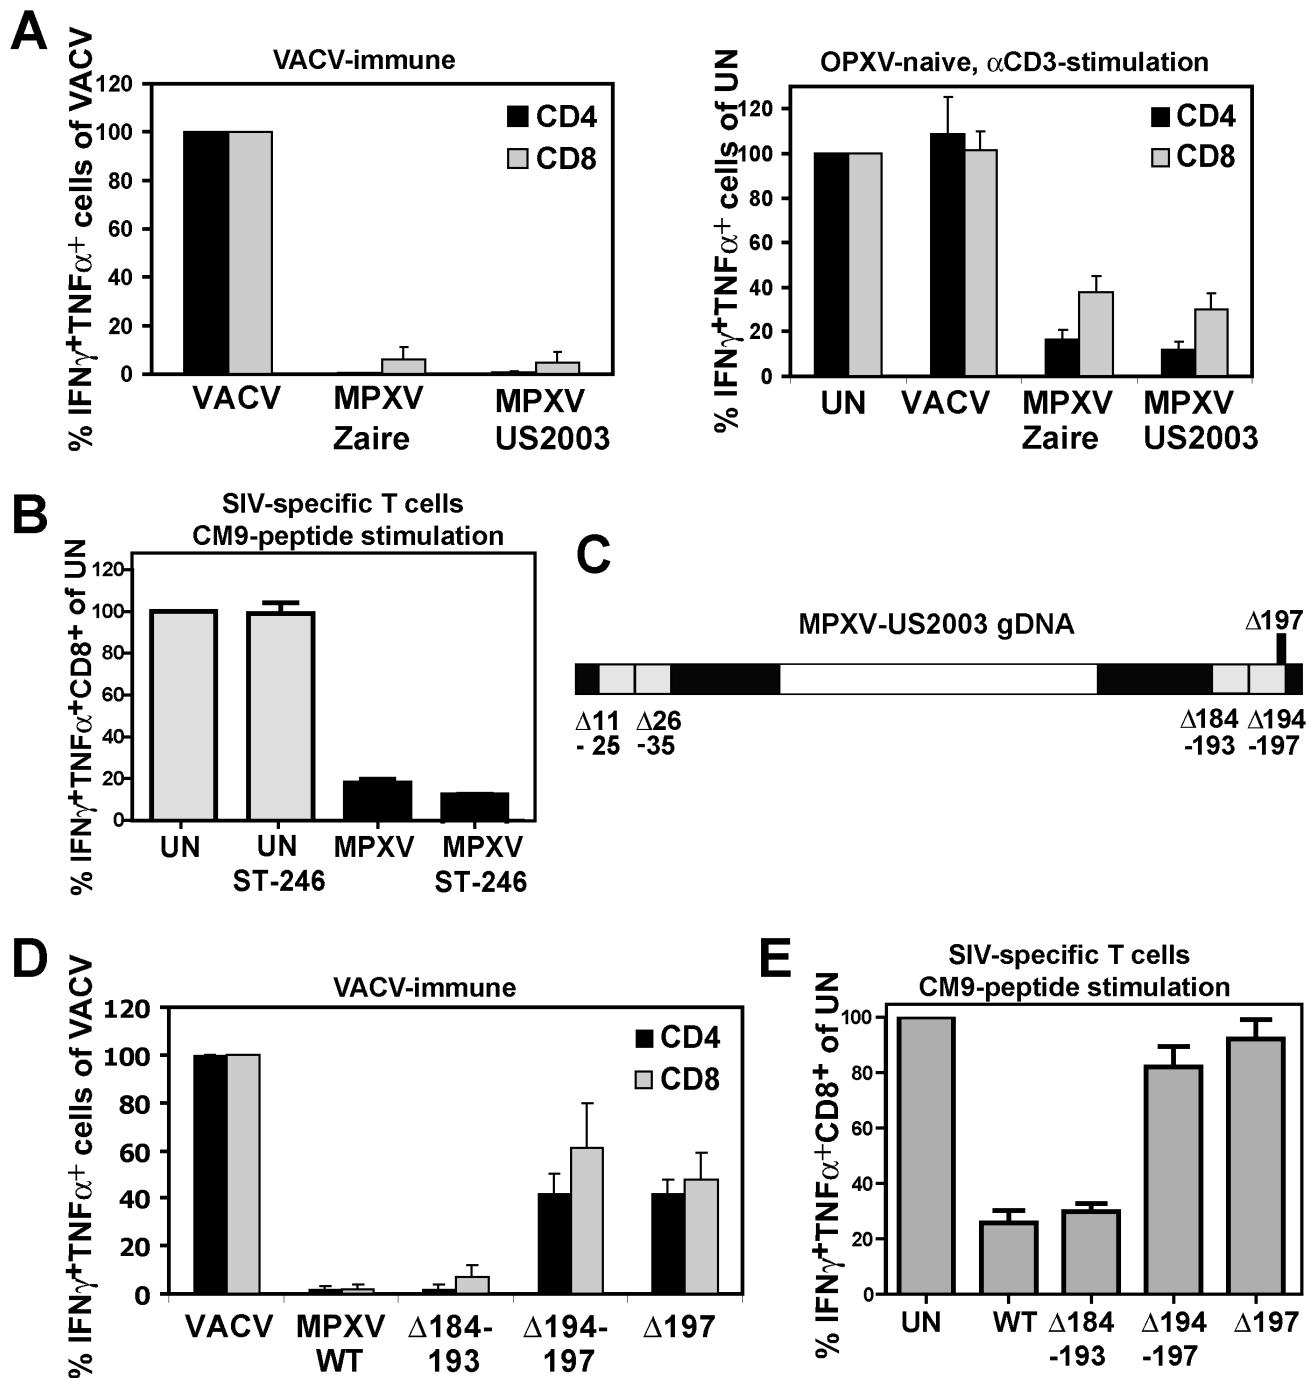 A
VACV-immune
% IFNγ+TNFα+ cells of VACV
120
100
80
60
40
20
0
CD4
CD8
VACV
MPXV
Zaire
MPXV
US2003
OPXV-naive, αCD3-stimulation
% IFNγ+TNFα+ cells of UN
120
100
80
60
40
20
0
CD4
CD8
UN
VACV
MPXV
Zaire
MPXV
US2003
B
SIV-specific T cells
CM9-peptide stimulation
% IFNγ+TNFα+CD8+ of UN
120
100
80
60
40
20
0
UN
UN
ST-246
MPXV
MPXV
ST-246
C
MPXV-US2003 gDNA
Δ197
Δ11
- 25
Δ26
-35
Δ184
-193
Δ194
-197
D
VACV-immune
% IFNγ+TNFα+ cells of VACV
120
100
80
60
40
20
0
CD4
CD8
VACV
MPXV
WT
Δ184-
193
Δ194-
197
Δ197
E
SIV-specific T cells
CM9-peptide stimulation
% IFNγ+TNFα+CD8+ of UN
100
80
60
40
20
0
UN
WT
Δ184
-193
Δ194
-197
Δ197